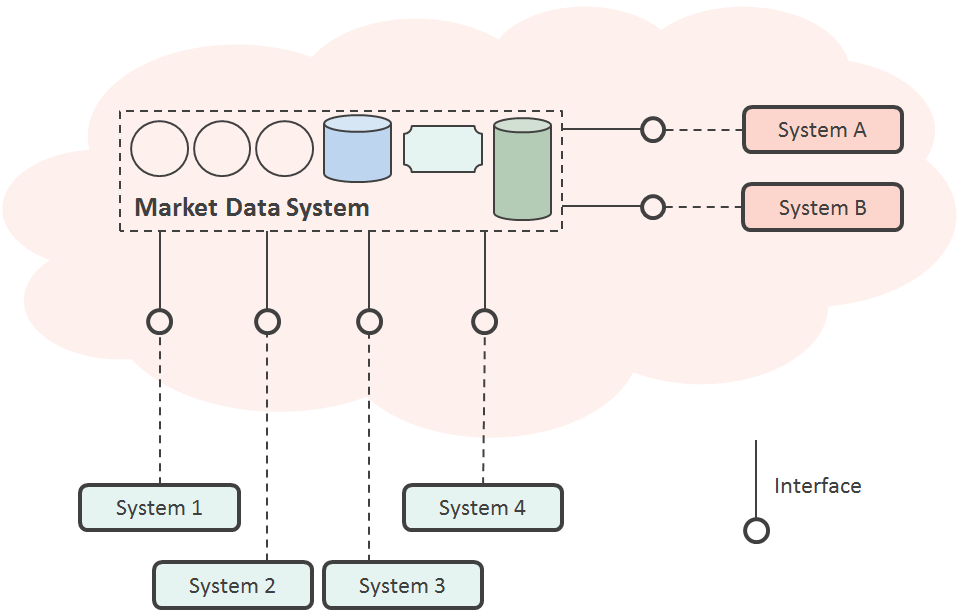 System A
Market Data System
System B
Interface
System 1
System 4
System 2
System 3